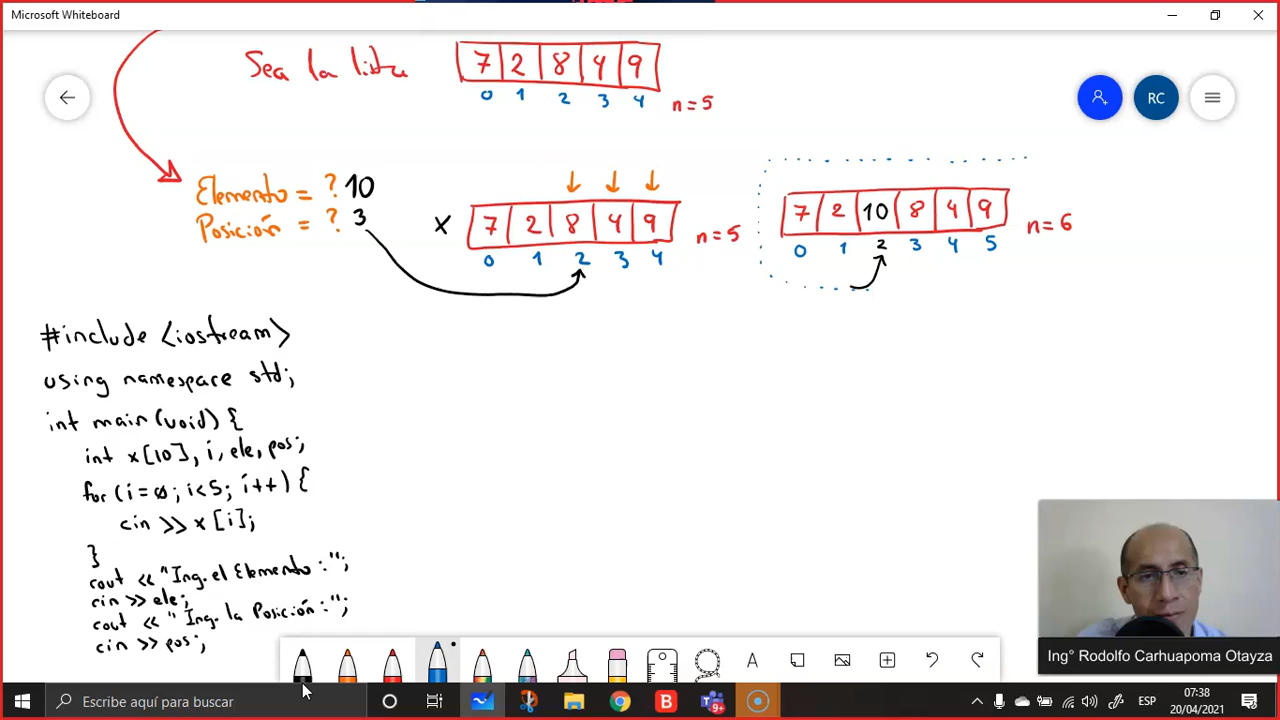 Microsoft Whiteboard
Sea la lista 7 2 8 4 9
0 1 2 3 4 n=5
RC
Elemento = ? 10
Posición = ? 3
x 7 2 8 4 9 n=5
0 1 2 3 4
7 2 10 8 4 9 n=6
0 1 2 3 4 5
#include <iostream>
using namespace std;
int main(void) {
int x[10], i, ele, pos;
for (i=0; i<5; i++) {
cin >> x[i];
}
cout << "Ing. el Elemento:";
cin >> ele;
cout << "Ing. la Posición:";
cin >> pos;
A
Ing° Rodolfo Carhuapoma Otayza
Escribe aquí para buscar
B
9+
ESP
07:38
20/04/2021